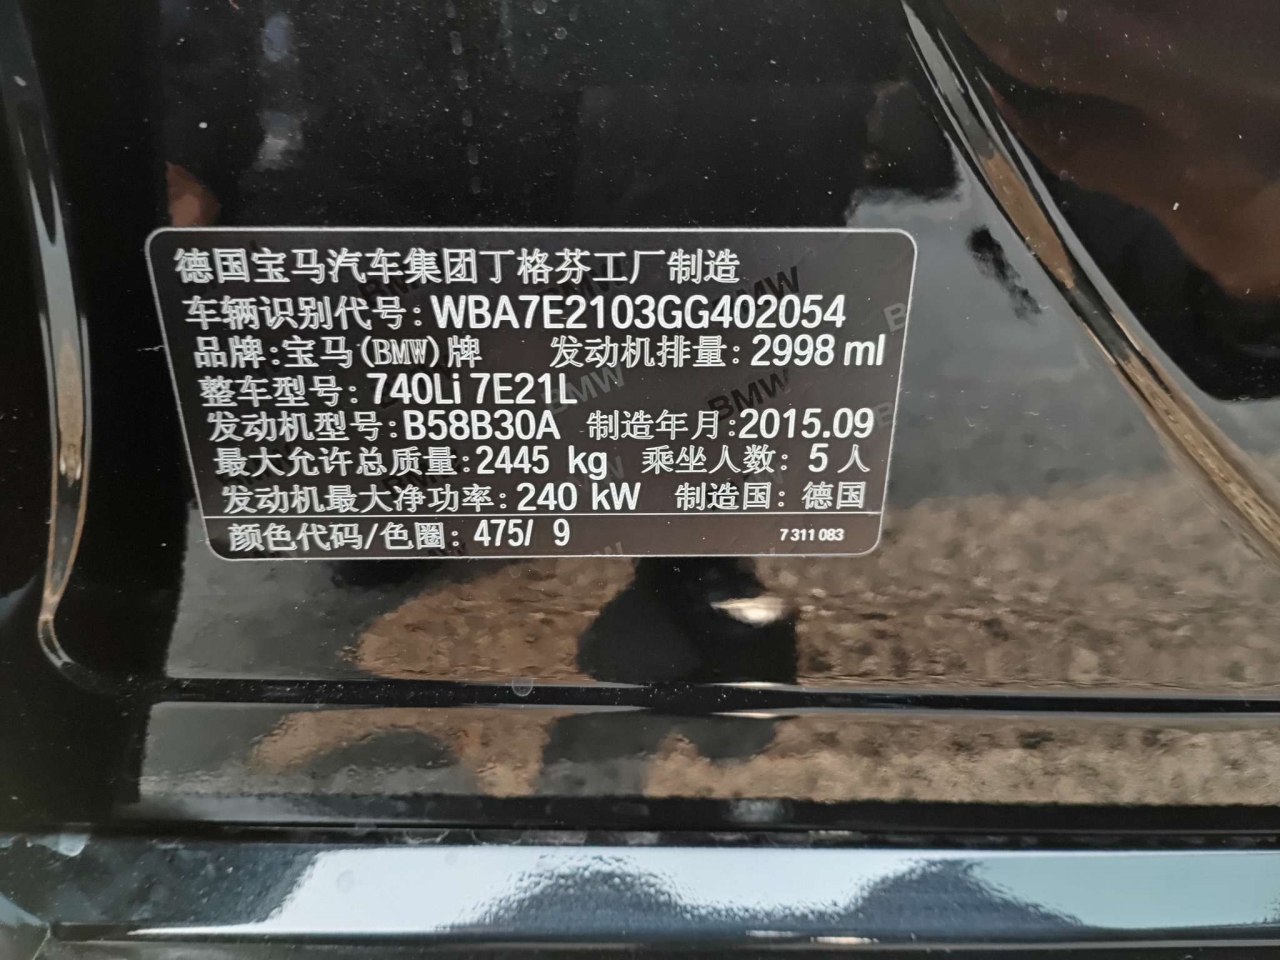 德国宝马汽车集团丁格芬工厂制造
车辆识别代号: WBA7E2103GG402054
品牌:宝马(BMW)牌 发动机排量: 2998 ml
整车型号: 740Li 7E21L
发动机型号: B58B30A 制造年月:2015.09
最大允许总质量:2445 kg 乘坐人数: 5人
发动机最大净功率: 240 kW 制造国: 德国
颜色代码/色圈: 475/ 9 7 311 083